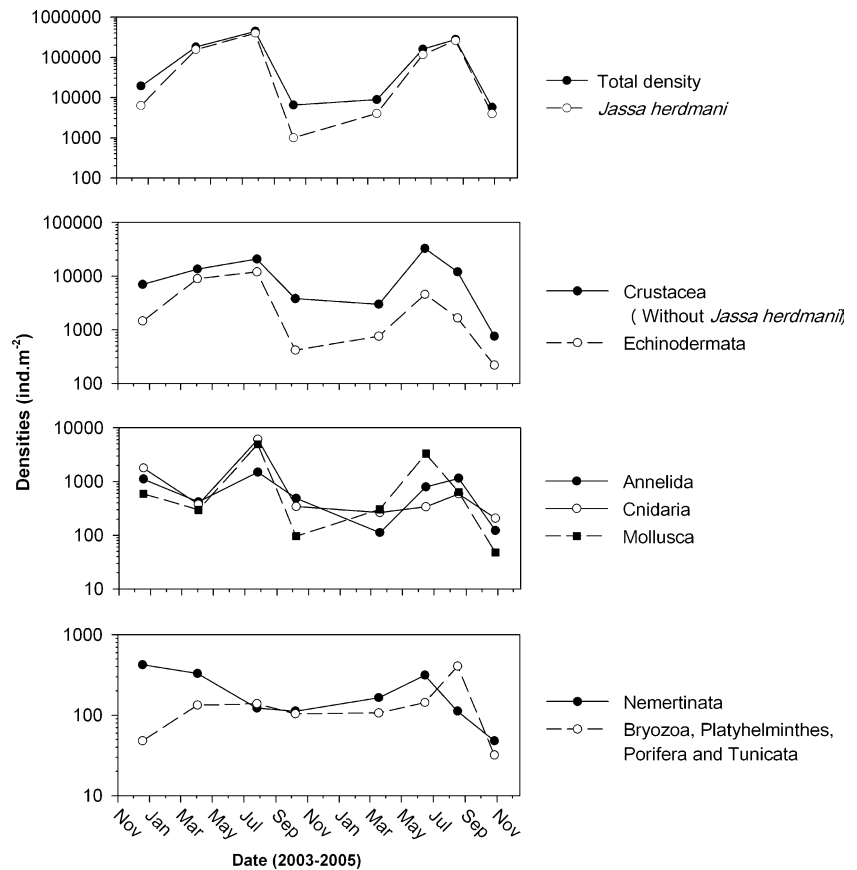 1000000
100000
10000
1000
100
Total density
Jassa herdmani
100000
10000
1000
100
Crustacea
( Without Jassa herdmani)
Echinodermata
Densities (ind.m-2)
10000
1000
100
10
Annelida
Cnidaria
Mollusca
1000
100
10
Nemertinata
Bryozoa, Platyhelminthes,
Porifera and Tunicata
Nov Jan Mar May Jul Sep Nov Jan Mar May Jul Sep Nov
Date (2003-2005)